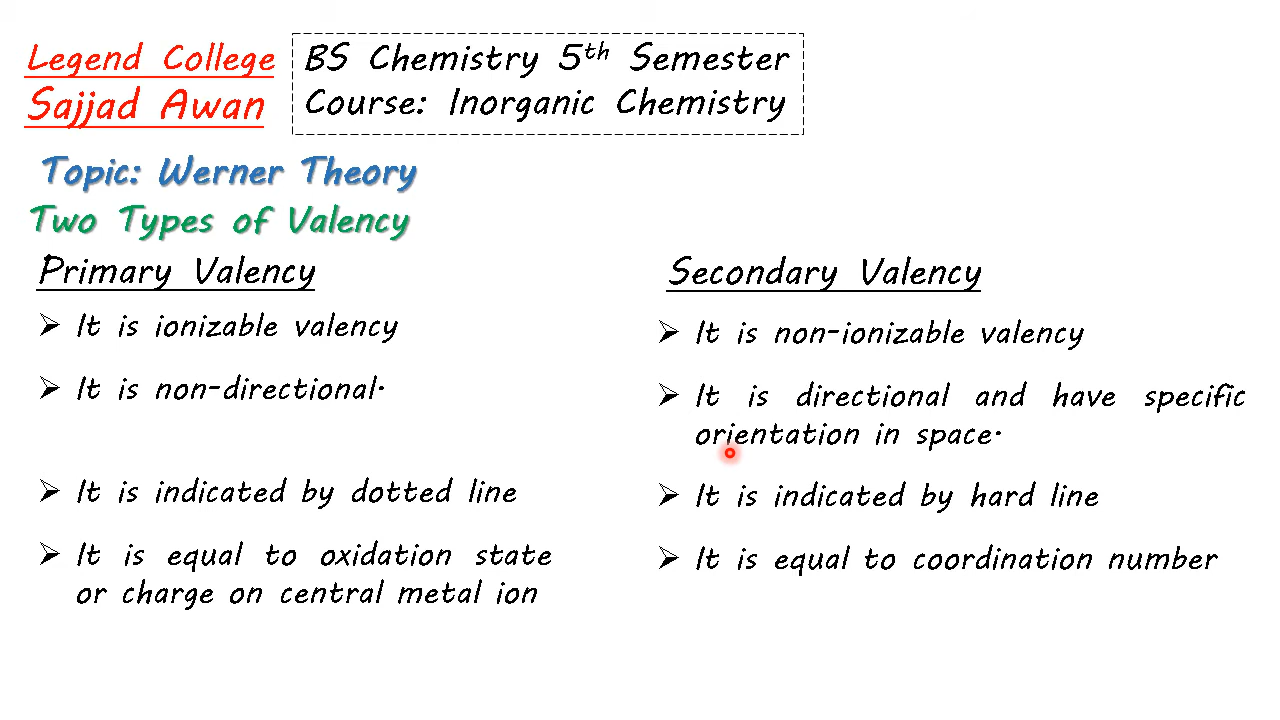 Legend College
Sajjad Awan
BS Chemistry 5th Semester
Course: Inorganic Chemistry
Topic: Werner Theory
Two Types of Valency
Primary Valency
➢ It is ionizable valency
➢ It is non-directional.
➢ It is indicated by dotted line
➢ It is equal to oxidation state
or charge on central metal ion
Secondary Valency
➢ It is non-ionizable valency
➢ It is directional and have specific
orientation in space.
➢ It is indicated by hard line
➢ It is equal to coordination number